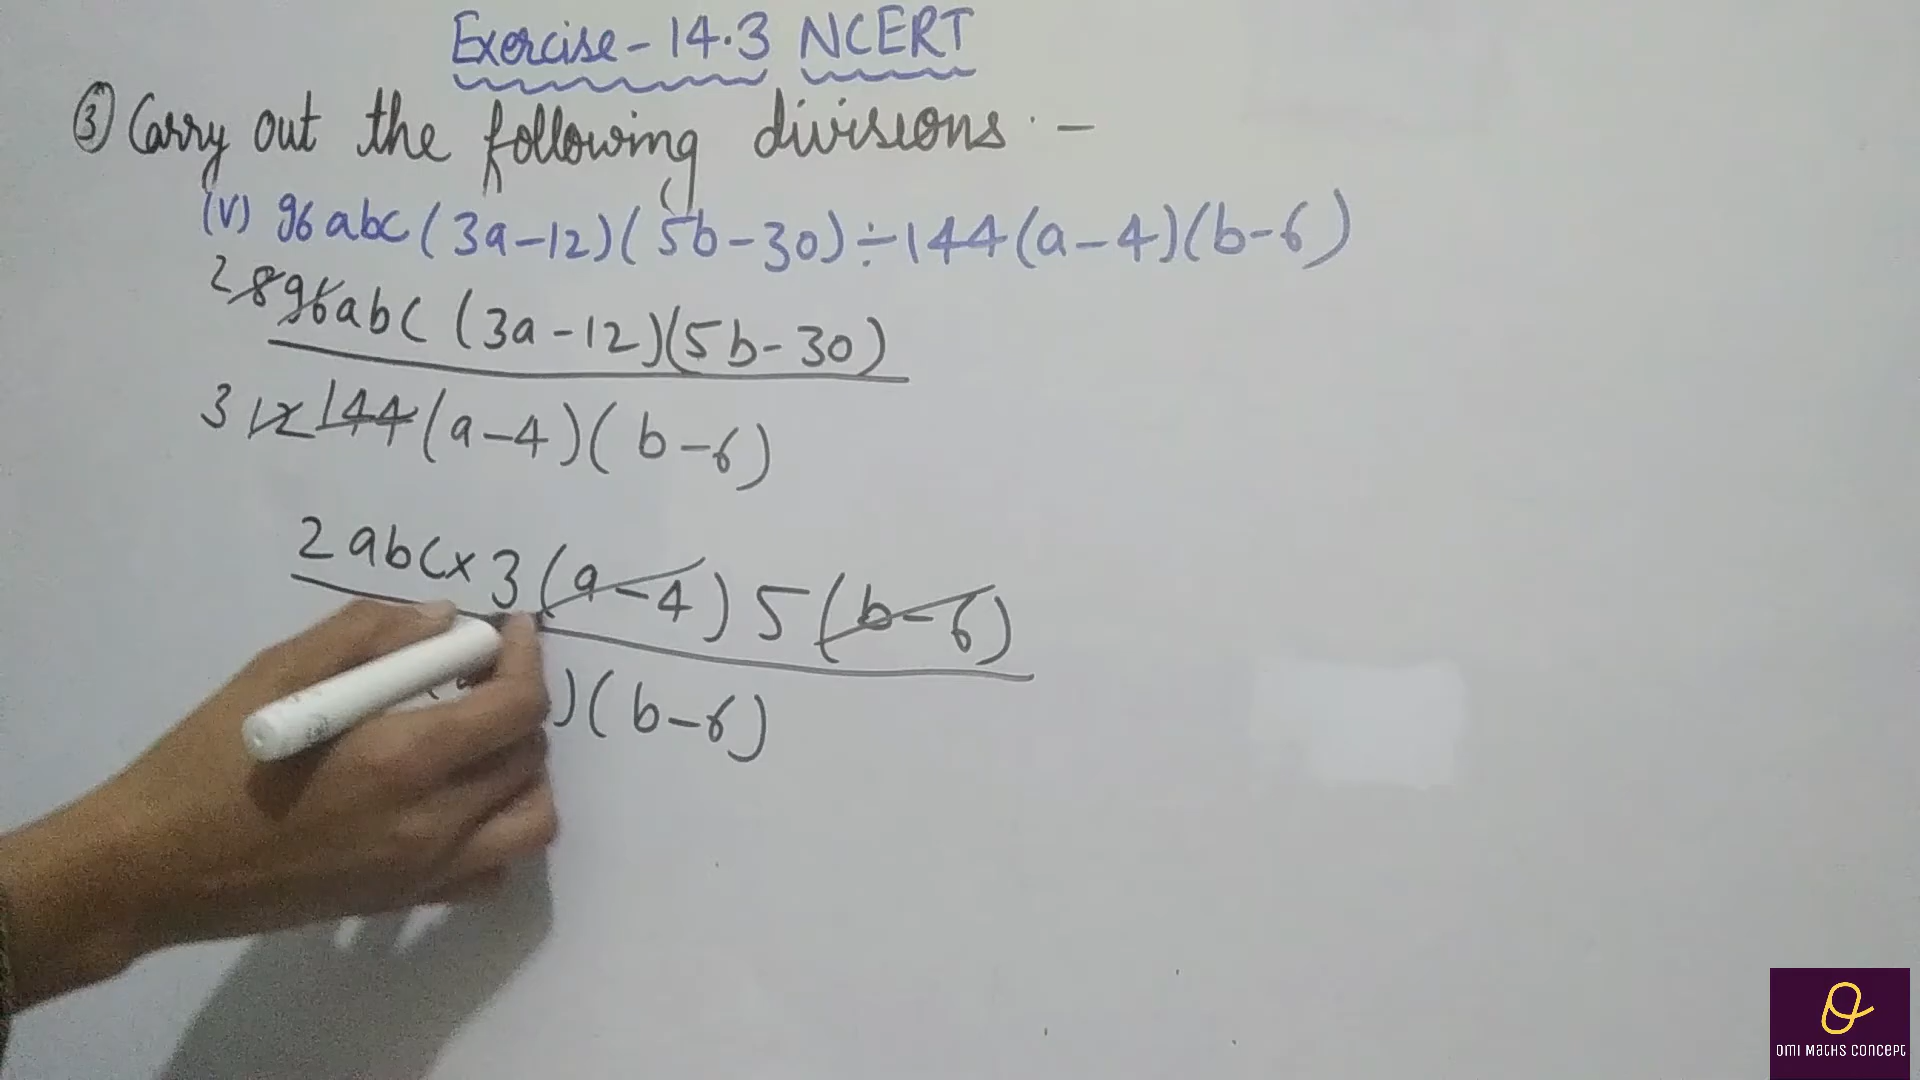 Exercise - 14.3 NCERT
③ Carry out the following divisions :-
(v) 96abc(3a-12)(5b-30)÷144(a-4)(b-6)
2 8 96abc (3a-12)(5b-30)
3 12 144(a-4)(b-6)
2abc×3(a-4)5(b-6)
)(b-6)
OMI MATHS CONCEPT